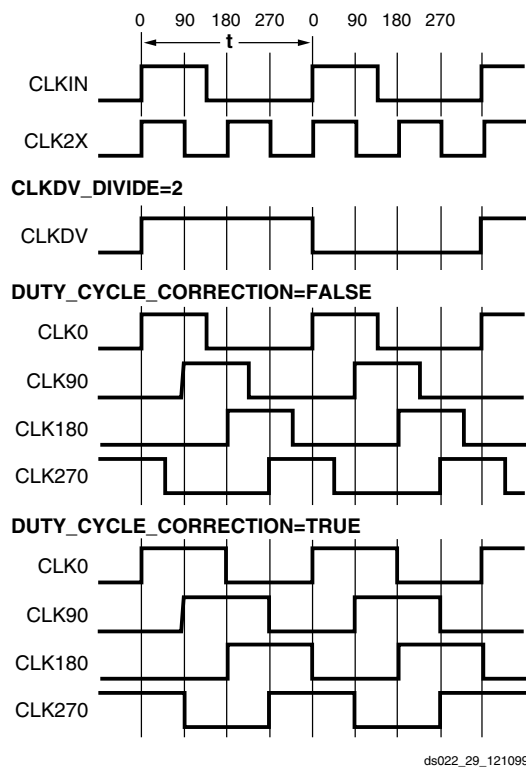 0 90 180 270 0 90 180 270
t
CLKIN
CLK2X
CLKDV_DIVIDE=2
CLKDV
DUTY_CYCLE_CORRECTION=FALSE
CLK0
CLK90
CLK180
CLK270
DUTY_CYCLE_CORRECTION=TRUE
CLK0
CLK90
CLK180
CLK270
ds022_29_121099